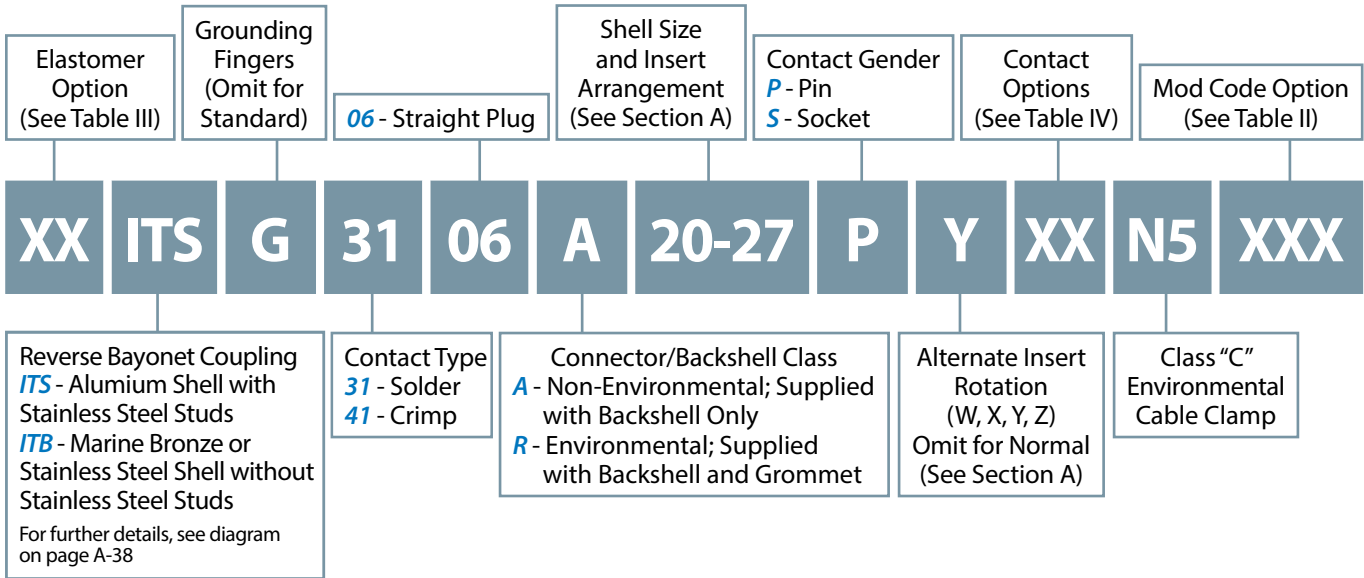 Elastomer
Option
(See Table III)
Grounding
Fingers
(Omit for
Standard)
06 - Straight Plug
Shell Size
and Insert
Arrangement
(See Section A)
Contact Gender
P - Pin
S - Socket
Contact
Options
(See Table IV)
Mod Code Option
(See Table II)
XX ITS G 31 06 A 20-27 P Y XX N5 XXX
Reverse Bayonet Coupling
ITS - Alumium Shell with
Stainless Steel Studs
ITB - Marine Bronze or
Stainless Steel Shell without
Stainless Steel Studs
For further details, see diagram
on page A-38
Contact Type
31 - Solder
41 - Crimp
Connector/Backshell Class
A - Non-Environmental; Supplied
with Backshell Only
R - Environmental; Supplied
with Backshell and Grommet
Alternate Insert
Rotation
(W, X, Y, Z)
Omit for Normal
(See Section A)
Class "C"
Environmental
Cable Clamp